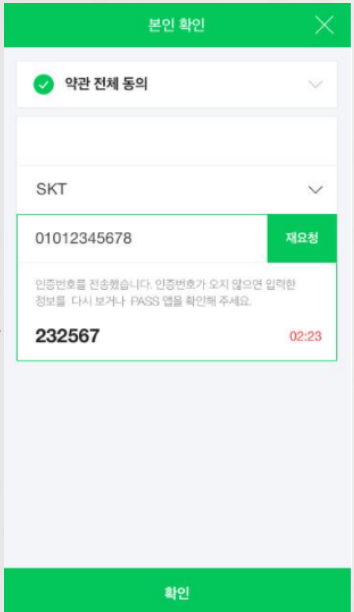 본인 확인
약관 전체 동의
SKT
01012345678
재요청
인증번호를 전송했습니다. 인증번호가 오지 않으면 입력한
정보를 다시 보거나 PASS 앱을 확인해 주세요.
232567
02:23
확인